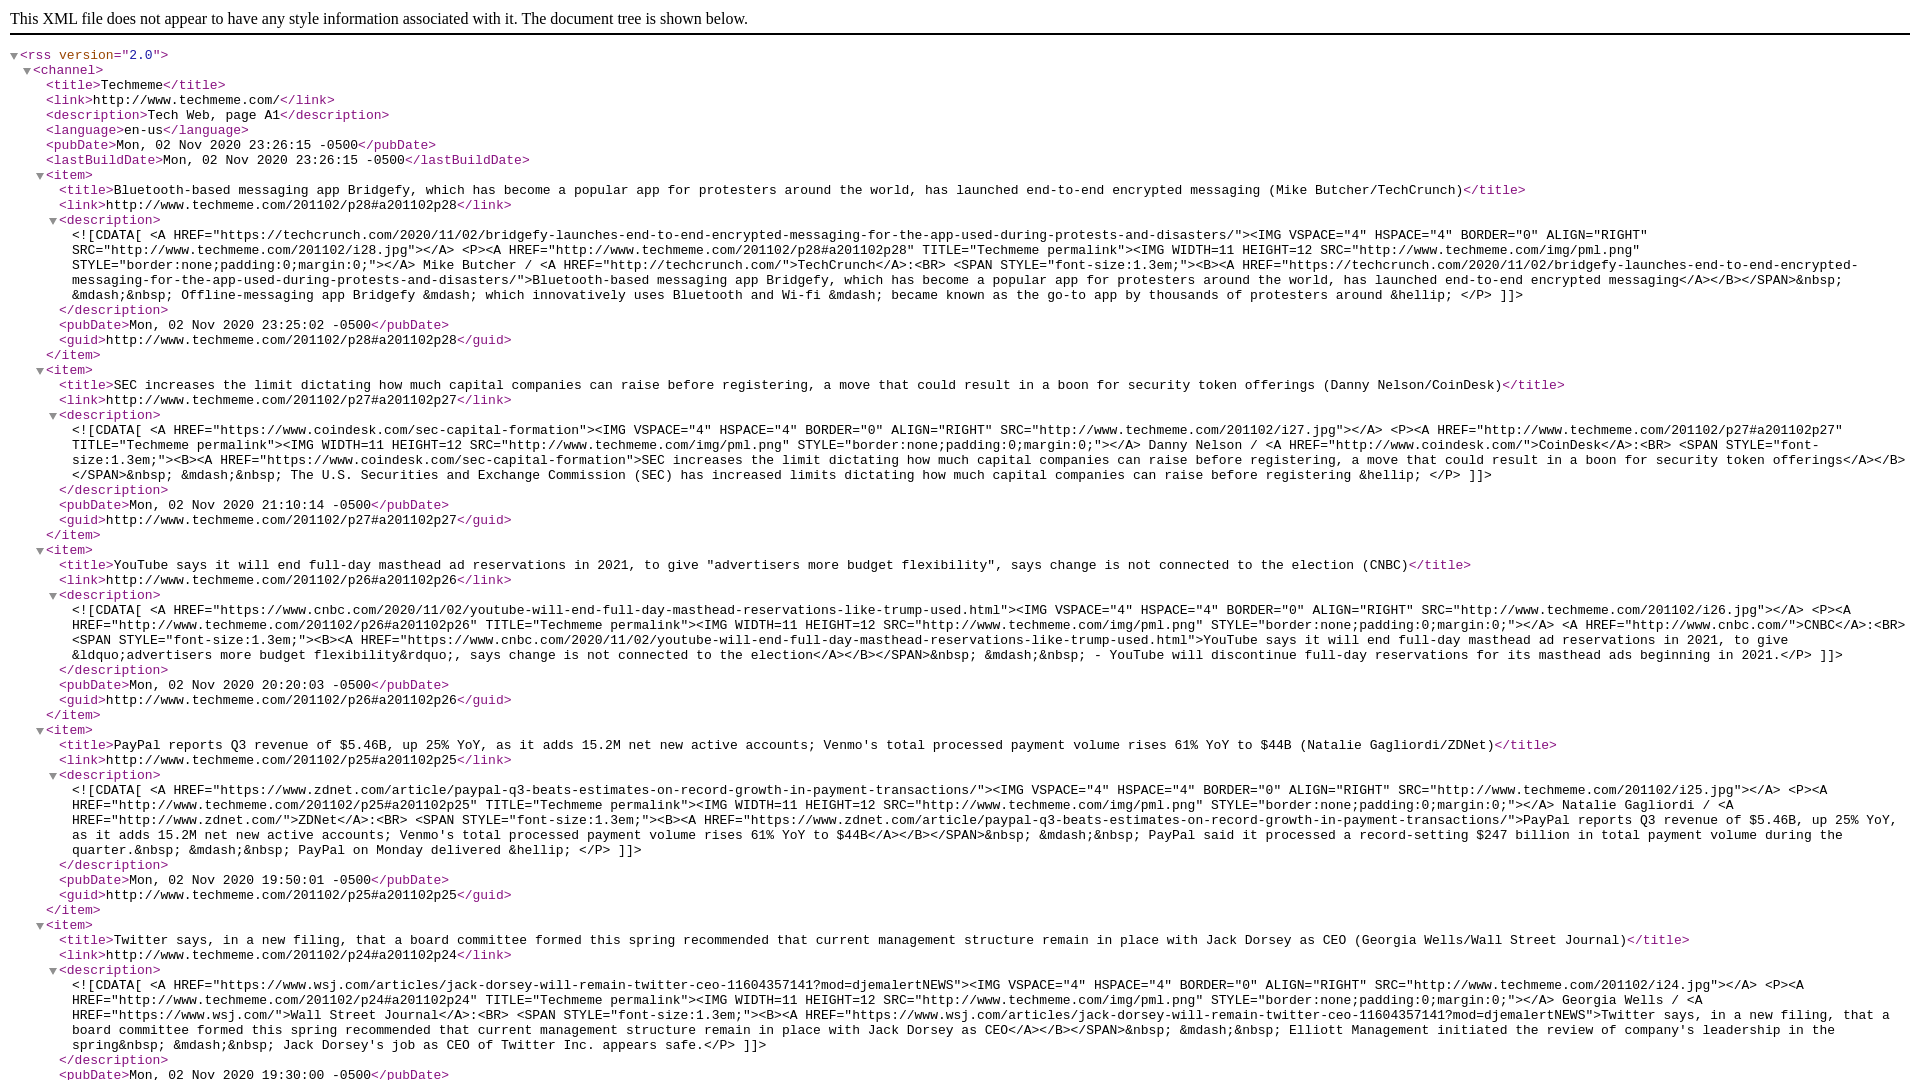 This XML file does not appear to have any style information associated with it. The document tree is shown below.
<rss version="2.0">
<channel>
<title>Techmeme</title>
<link>http://www.techmeme.com/</link>
<description>Tech Web, page A1</description>
<language>en-us</language>
<pubDate>Mon, 02 Nov 2020 23:26:15 -0500</pubDate>
<lastBuildDate>Mon, 02 Nov 2020 23:26:15 -0500</lastBuildDate>
<item>
<title>Bluetooth-based messaging app Bridgefy, which has become a popular app for protesters around the world, has launched end-to-end encrypted messaging (Mike Butcher/TechCrunch)</title>
<link>http://www.techmeme.com/201102/p28#a201102p28</link>
<description>
<![CDATA[ <A HREF="https://techcrunch.com/2020/11/02/bridgefy-launches-end-to-end-encrypted-messaging-for-the-app-used-during-protests-and-disasters/"><IMG VSPACE="4" HSPACE="4" BORDER="0" ALIGN="RIGHT"
SRC="http://www.techmeme.com/201102/i28.jpg"></A> <P><A HREF="http://www.techmeme.com/201102/p28#a201102p28" TITLE="Techmeme permalink"><IMG WIDTH=11 HEIGHT=12 SRC="http://www.techmeme.com/img/pml.png"
STYLE="border:none;padding:0;margin:0;"></A> Mike Butcher / <A HREF="http://techcrunch.com/">TechCrunch</A>:<BR> <SPAN STYLE="font-size:1.3em;"><B><A HREF="https://techcrunch.com/2020/11/02/bridgefy-launches-end-to-end-encrypted-
messaging-for-the-app-used-during-protests-and-disasters/">Bluetooth-based messaging app Bridgefy, which has become a popular app for protesters around the world, has launched end-to-end encrypted messaging</A></B></SPAN>&nbsp;
&mdash;&nbsp; Offline-messaging app Bridgefy &mdash; which innovatively uses Bluetooth and Wi-fi &mdash; became known as the go-to app by thousands of protesters around &hellip; </P> ]]>
</description>
<pubDate>Mon, 02 Nov 2020 23:25:02 -0500</pubDate>
<guid>http://www.techmeme.com/201102/p28#a201102p28</guid>
</item>
<item>
<title>SEC increases the limit dictating how much capital companies can raise before registering, a move that could result in a boon for security token offerings (Danny Nelson/CoinDesk)</title>
<link>http://www.techmeme.com/201102/p27#a201102p27</link>
<description>
<![CDATA[ <A HREF="https://www.coindesk.com/sec-capital-formation"><IMG VSPACE="4" HSPACE="4" BORDER="0" ALIGN="RIGHT" SRC="http://www.techmeme.com/201102/i27.jpg"></A> <P><A HREF="http://www.techmeme.com/201102/p27#a201102p27"
TITLE="Techmeme permalink"><IMG WIDTH=11 HEIGHT=12 SRC="http://www.techmeme.com/img/pml.png" STYLE="border:none;padding:0;margin:0;"></A> Danny Nelson / <A HREF="http://www.coindesk.com/">CoinDesk</A>:<BR> <SPAN STYLE="font-
size:1.3em;"><B><A HREF="https://www.coindesk.com/sec-capital-formation">SEC increases the limit dictating how much capital companies can raise before registering, a move that could result in a boon for security token offerings</A></B>
</SPAN>&nbsp; &mdash;&nbsp; The U.S. Securities and Exchange Commission (SEC) has increased limits dictating how much capital companies can raise before registering &hellip; </P> ]]>
</description>
<pubDate>Mon, 02 Nov 2020 21:10:14 -0500</pubDate>
<guid>http://www.techmeme.com/201102/p27#a201102p27</guid>
</item>
<item>
<title>YouTube says it will end full-day masthead ad reservations in 2021, to give "advertisers more budget flexibility", says change is not connected to the election (CNBC)</title>
<link>http://www.techmeme.com/201102/p26#a201102p26</link>
<description>
<![CDATA[ <A HREF="https://www.cnbc.com/2020/11/02/youtube-will-end-full-day-masthead-reservations-like-trump-used.html"><IMG VSPACE="4" HSPACE="4" BORDER="0" ALIGN="RIGHT" SRC="http://www.techmeme.com/201102/i26.jpg"></A> <P><A
HREF="http://www.techmeme.com/201102/p26#a201102p26" TITLE="Techmeme permalink"><IMG WIDTH=11 HEIGHT=12 SRC="http://www.techmeme.com/img/pml.png" STYLE="border:none;padding:0;margin:0;"></A> <A HREF="http://www.cnbc.com/">CNBC</A>:<BR>
<SPAN STYLE="font-size:1.3em;"><B><A HREF="https://www.cnbc.com/2020/11/02/youtube-will-end-full-day-masthead-reservations-like-trump-used.html">YouTube says it will end full-day masthead ad reservations in 2021, to give
&ldquo;advertisers more budget flexibility&rdquo;, says change is not connected to the election</A></B></SPAN>&nbsp; &mdash;&nbsp; - YouTube will discontinue full-day reservations for its masthead ads beginning in 2021.</P> ]]>
</description>
<pubDate>Mon, 02 Nov 2020 20:20:03 -0500</pubDate>
<guid>http://www.techmeme.com/201102/p26#a201102p26</guid>
</item>
<item>
<title>PayPal reports Q3 revenue of $5.46B, up 25% YoY, as it adds 15.2M net new active accounts; Venmo's total processed payment volume rises 61% YoY to $44B (Natalie Gagliordi/ZDNet)</title>
<link>http://www.techmeme.com/201102/p25#a201102p25</link>
<description>
<![CDATA[ <A HREF="https://www.zdnet.com/article/paypal-q3-beats-estimates-on-record-growth-in-payment-transactions/"><IMG VSPACE="4" HSPACE="4" BORDER="0" ALIGN="RIGHT" SRC="http://www.techmeme.com/201102/i25.jpg"></A> <P><A
HREF="http://www.techmeme.com/201102/p25#a201102p25" TITLE="Techmeme permalink"><IMG WIDTH=11 HEIGHT=12 SRC="http://www.techmeme.com/img/pml.png" STYLE="border:none;padding:0;margin:0;"></A> Natalie Gagliordi / <A
HREF="http://www.zdnet.com/">ZDNet</A>:<BR> <SPAN STYLE="font-size:1.3em;"><B><A HREF="https://www.zdnet.com/article/paypal-q3-beats-estimates-on-record-growth-in-payment-transactions/">PayPal reports Q3 revenue of $5.46B, up 25% YoY,
as it adds 15.2M net new active accounts; Venmo's total processed payment volume rises 61% YoY to $44B</A></B></SPAN>&nbsp; &mdash;&nbsp; PayPal said it processed a record-setting $247 billion in total payment volume during the
quarter.&nbsp; &mdash;&nbsp; PayPal on Monday delivered &hellip; </P> ]]>
</description>
<pubDate>Mon, 02 Nov 2020 19:50:01 -0500</pubDate>
<guid>http://www.techmeme.com/201102/p25#a201102p25</guid>
</item>
<item>
<title>Twitter says, in a new filing, that a board committee formed this spring recommended that current management structure remain in place with Jack Dorsey as CEO (Georgia Wells/Wall Street Journal)</title>
<link>http://www.techmeme.com/201102/p24#a201102p24</link>
<description>
<![CDATA[ <A HREF="https://www.wsj.com/articles/jack-dorsey-will-remain-twitter-ceo-11604357141?mod=djemalertNEWS"><IMG VSPACE="4" HSPACE="4" BORDER="0" ALIGN="RIGHT" SRC="http://www.techmeme.com/201102/i24.jpg"></A> <P><A
HREF="http://www.techmeme.com/201102/p24#a201102p24" TITLE="Techmeme permalink"><IMG WIDTH=11 HEIGHT=12 SRC="http://www.techmeme.com/img/pml.png" STYLE="border:none;padding:0;margin:0;"></A> Georgia Wells / <A
HREF="https://www.wsj.com/">Wall Street Journal</A>:<BR> <SPAN STYLE="font-size:1.3em;"><B><A HREF="https://www.wsj.com/articles/jack-dorsey-will-remain-twitter-ceo-11604357141?mod=djemalertNEWS">Twitter says, in a new filing, that a
board committee formed this spring recommended that current management structure remain in place with Jack Dorsey as CEO</A></B></SPAN>&nbsp; &mdash;&nbsp; Elliott Management initiated the review of company's leadership in the
spring&nbsp; &mdash;&nbsp; Jack Dorsey's job as CEO of Twitter Inc. appears safe.</P> ]]>
</description>
<pubDate>Mon, 02 Nov 2020 19:30:00 -0500</pubDate>